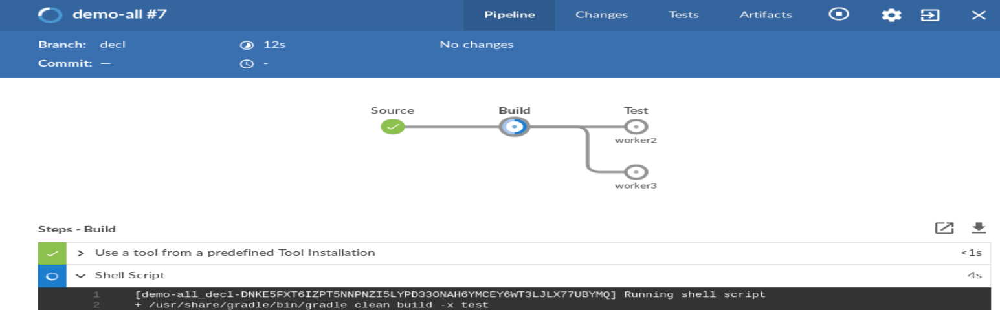 demo-all #7 Pipeline Changes Tests Artifacts
Branch: decl 12s No changes
Commit: — -
Source Build Test
worker2
worker3
Steps - Build
Use a tool from a predefined Tool Installation <1s
Shell Script 4s
1 [demo-all_decl-DNKE5FXT6IZPT5NNPNZI5LYPD33ONAH6YMCEY6WT3LJLX77UBYMQ] Running shell script
2 + /usr/share/gradle/bin/gradle clean build -x test